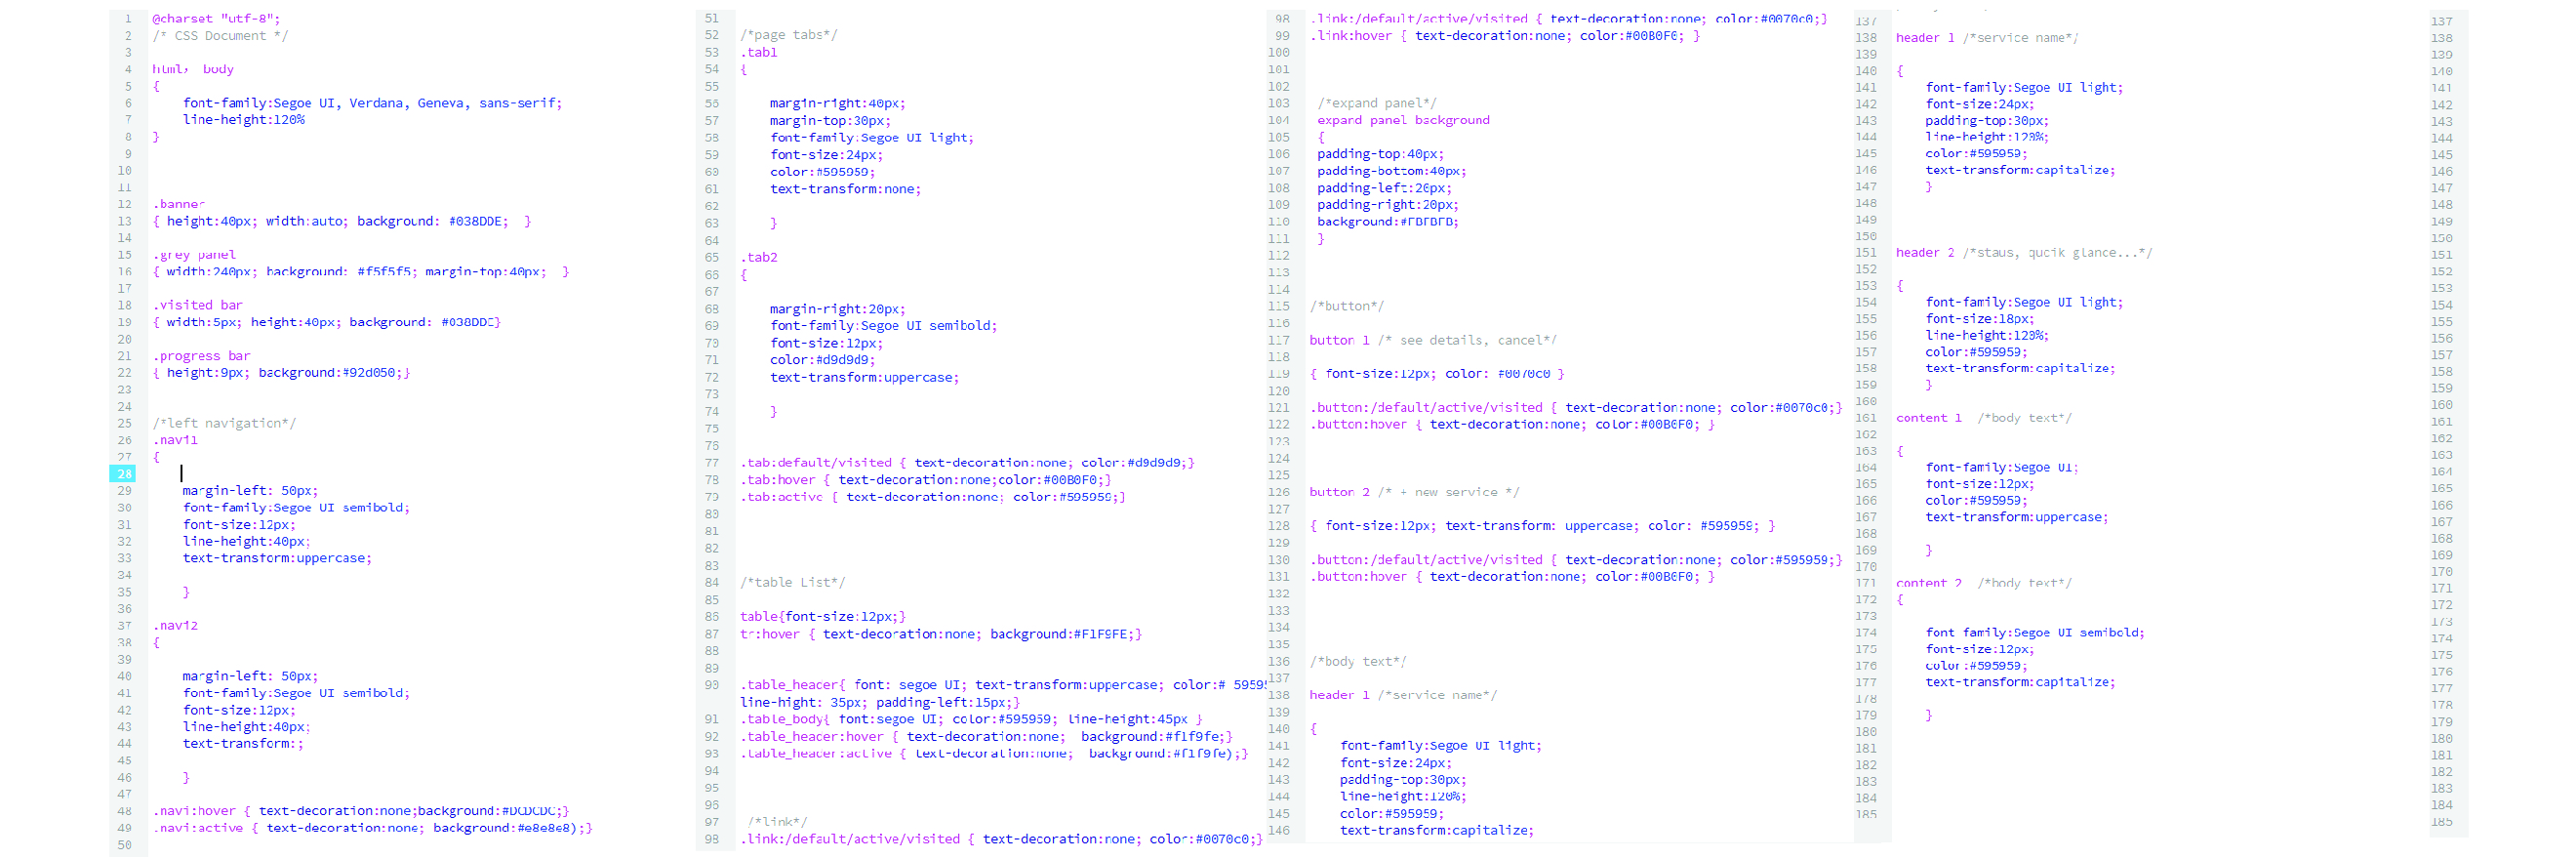 1 @charset "utf-8";
2 /* CSS Document */
3
4 html, body
5 {
6 font-family:Segoe UI, Verdana, Geneva, sans-serif;
7 line-height:120%
8 }
9
10
11
12 .banner
13 { height:40px; width:auto; background: #038DDE; }
14
15 .grey panel
16 { width:240px; background: #f5f5f5; margin-top:40px; }
17
18 .visited bar
19 { width:5px; height:40px; background: #038DDE}
20
21 .progress bar
22 { height:9px; background:#92d050;}
23
24
25 /*left navigation*/
26 .navi1
27 {
28
29 margin-left: 50px;
30 font-family:Segoe UI semibold;
31 font-size:12px;
32 line-height:40px;
33 text-transform:uppercase;
34
35 }
36
37 .navi2
38 {
39
40 margin-left: 50px;
41 font-family:Segoe UI semibold;
42 font-size:12px;
43 line-height:40px;
44 text-transform:;
45
46 }
47
48 .navi:hover { text-decoration:none;background:#DCDCDC;}
49 .navi:active { text-decoration:none; background:#e8e8e8);}
50
51
52 /*page tabs*/
53 .tab1
54 {
55
56 margin-right:40px;
57 margin-top:30px;
58 font-family:Segoe UI light;
59 font-size:24px;
60 color:#595959;
61 text-transform:none;
62
63 }
64
65 .tab2
66 {
67
68 margin-right:20px;
69 font-family:Segoe UI semibold;
70 font-size:12px;
71 color:#d9d9d9;
72 text-transform:uppercase;
73
74 }
75
76
77 .tab:default/visited { text-decoration:none; color:#d9d9d9;}
78 .tab:hover { text-decoration:none;color:#00B0F0;}
79 .tab:active { text-decoration:none; color:#595959;}
80
81
82
83
84 /*table List*/
85
86 table{font-size:12px;}
87 tr:hover { text-decoration:none; background:#F1F9FE;}
88
89
90 .table_header{ font: segoe UI; text-transform:uppercase; color:# 5959
line-hight: 35px; padding-left:15px;}
91 .table_body{ font:segoe UI; color:#595959; line-height:45px }
92 .table_header:hover { text-decoration:none; background:#f1f9fe;}
93 .table_header:active { text-decoration:none; background:#f1f9fe);}
94
95
96
97 /*link*/
98 .link:/default/active/visited { text-decoration:none; color:#0070c0;}
98 .link:/default/active/visited { text-decoration:none; color:#0070c0;}
99 .link:hover { text-decoration:none; color:#00B0F0; }
100
101
102
103 /*expand panel*/
104 expand panel background
105 {
106 padding-top:40px;
107 padding-bottom:40px;
108 padding-left:20px;
109 padding-right:20px;
110 background:#FBFBFB;
111 }
112
113
114
115 /*button*/
116
117 button 1 /* see details, cancel*/
118
119 { font-size:12px; color: #0070c0 }
120
121 .button:/default/active/visited { text-decoration:none; color:#0070c0;}
122 .button:hover { text-decoration:none; color:#00B0F0; }
123
124
125
126 button 2 /* + new service */
127
128 { font-size:12px; text-transform: uppercase; color: #595959; }
129
130 .button:/default/active/visited { text-decoration:none; color:#595959;}
131 .button:hover { text-decoration:none; color:#00B0F0; }
132
133
134
135
136 /*body text*/
137
138 header 1 /*service name*/
139
140 {
141 font-family:Segoe UI light;
142 font-size:24px;
143 padding-top:30px;
144 line-height:120%;
145 color:#595959;
146 text-transform:capitalize;
137
138 header 1 /*service name*/
139
140 {
141 font-family:Segoe UI light;
142 font-size:24px;
143 padding-top:30px;
144 line-height:120%;
145 color:#595959;
146 text-transform:capitalize;
147 }
148
149
150
151 header 2 /*staus, qucik glance...*/
152
153 {
154 font-family:Segoe UI light;
155 font-size:18px;
156 line-height:120%;
157 color:#595959;
158 text-transform:capitalize;
159 }
160
161 content 1 /*body text*/
162
163 {
164 font-family:Segoe UI;
165 font-size:12px;
166 color:#595959;
167 text-transform:uppercase;
168
169 }
170
171 content 2 /*body text*/
172 {
173
174 font-family:Segoe UI semibold;
175 font-size:12px;
176 color:#595959;
177 text-transform:capitalize;
178
179 }
180
181
182
183
184
185
137
138
139
140
141
142
143
144
145
146
147
148
149
150
151
152
153
154
155
156
157
158
159
160
161
162
163
164
165
166
167
168
169
170
171
172
173
174
175
176
177
178
179
180
181
182
183
184
185